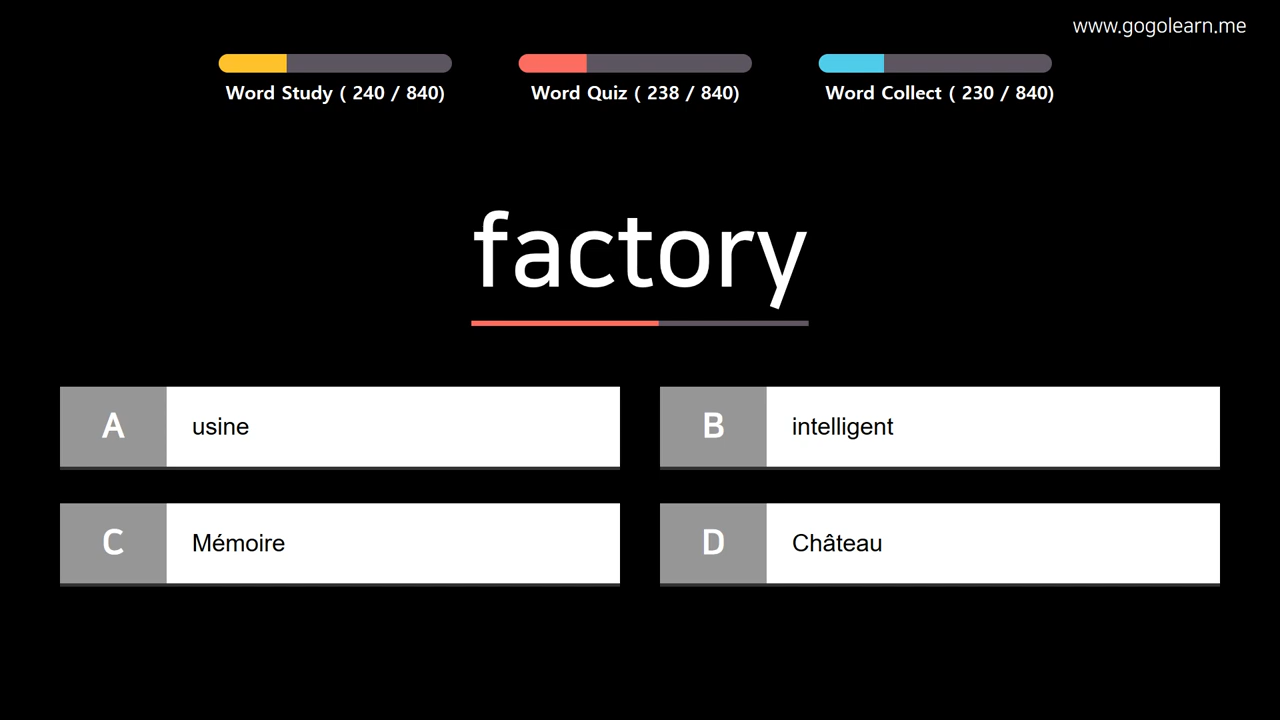 www.gogolearn.me
Word Study ( 240 / 840)
Word Quiz ( 238 / 840)
Word Collect ( 230 / 840)
factory
A usine
B intelligent
C Mémoire
D Château